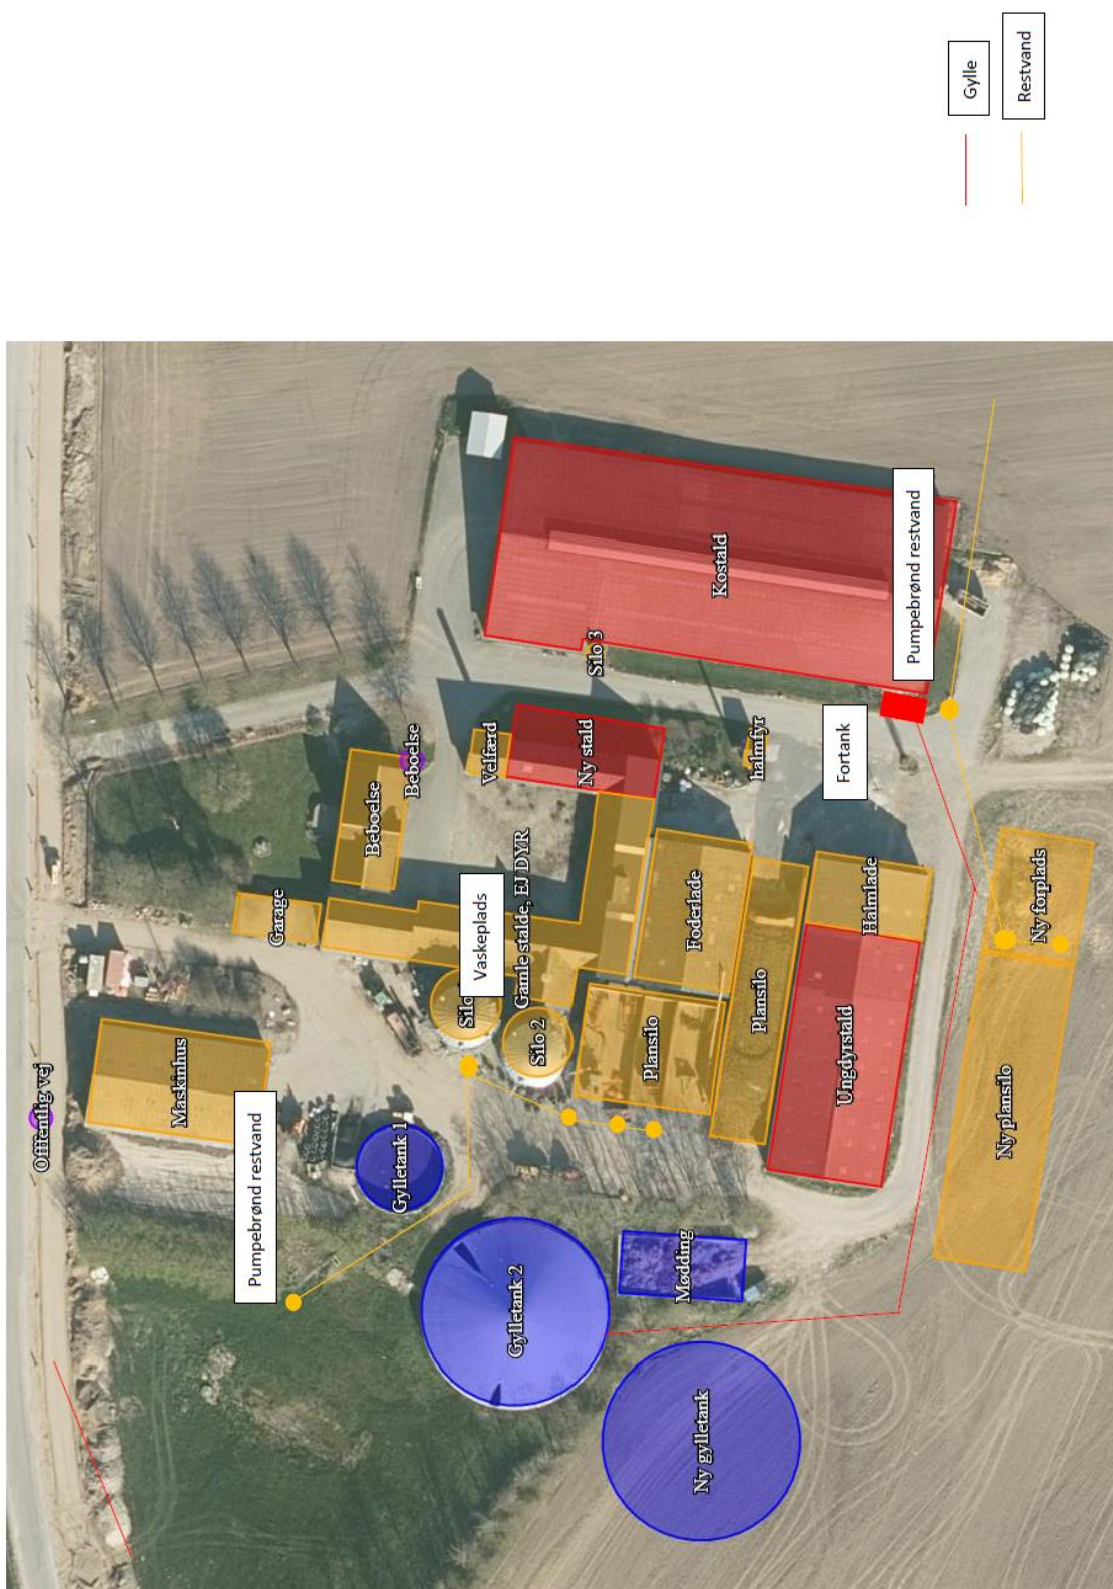 Gylle
Restvand
Offentlig vej
Maskinhus
Garage
Beboelse
Beboelse
Pumpebrønd restvand
Gylletank 1
Silo
Vaskeplads
Velfærd
Gamle stalde, EJ DYR
Silo 2
Gylletank 2
Ny stald
Silo 3
Plansilo
Foderlade
Mødding
Kostald
Ny gylletank
Plansilo
halmfyr
Ungdyrstald
Halmlade
Fortank
Pumpebrønd restvand
Ny plansilo
Ny forplads